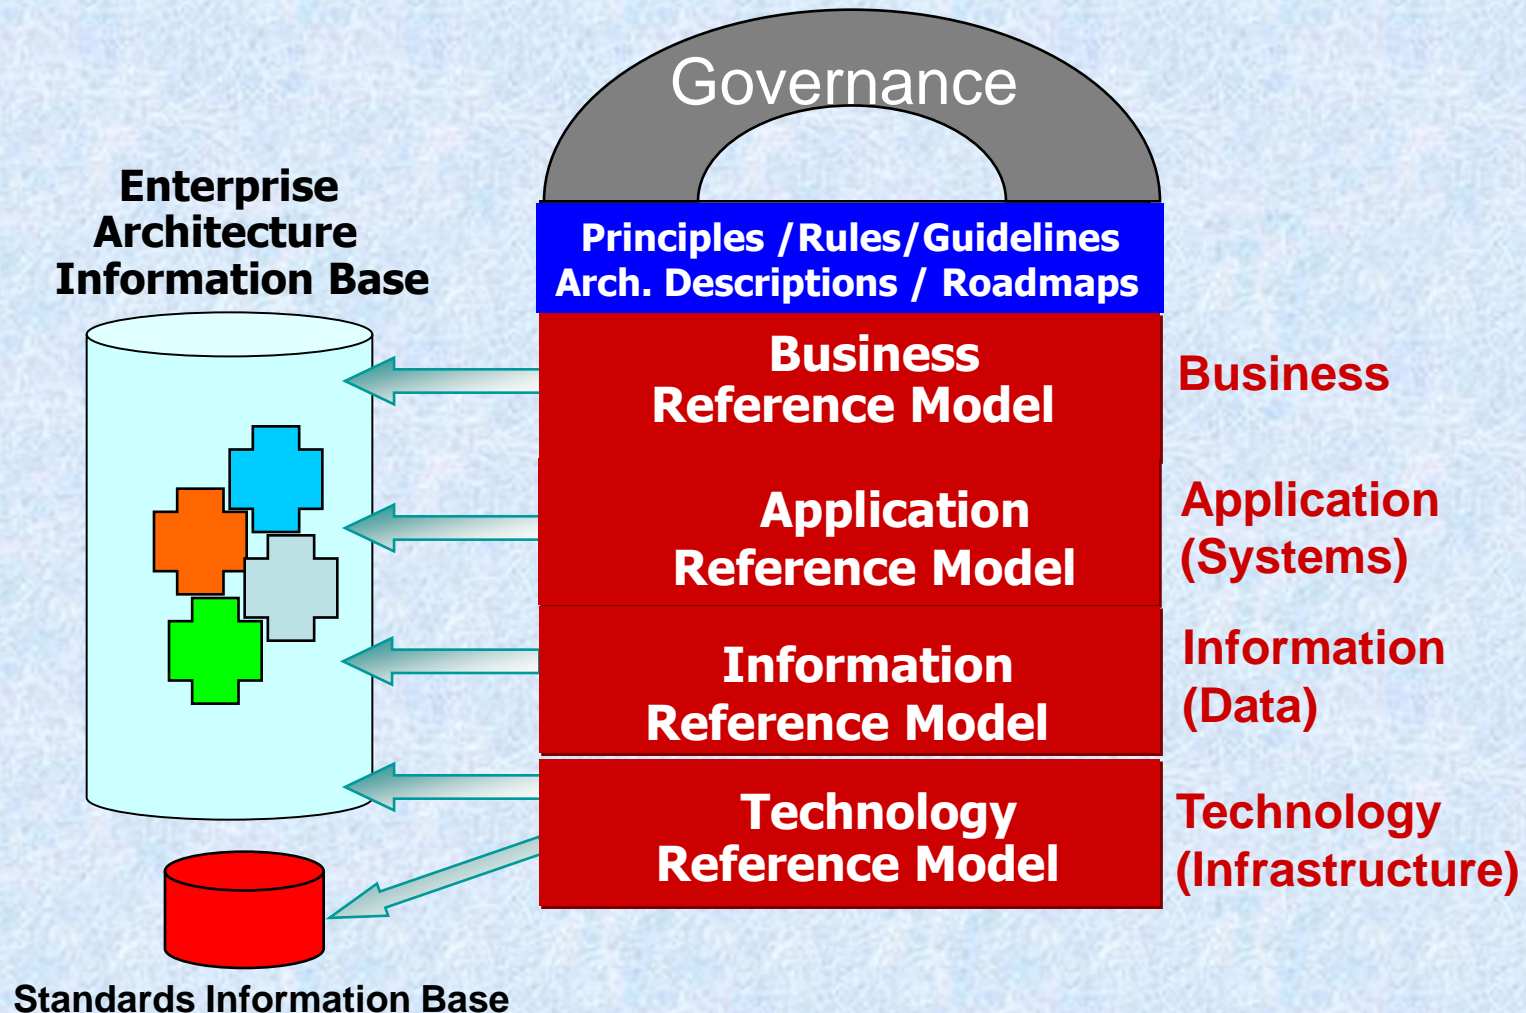 Governance
Enterprise
Architecture
Information Base
Principles /Rules/Guidelines
Arch. Descriptions / Roadmaps
Business
Reference Model
Business
Application
Reference Model
Application
(Systems)
Information
Reference Model
Information
(Data)
Technology
Reference Model
Technology
(Infrastructure)
Standards Information Base